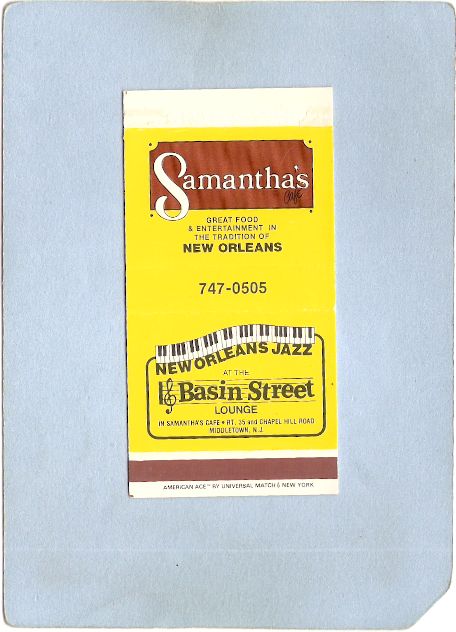 Samantha's
Cafe
GREAT FOOD
& ENTERTAINMENT IN
THE TRADITION OF
NEW ORLEANS
747-0505
NEW ORLEANS JAZZ
AT THE
Basin Street
LOUNGE
IN SAMANTHA'S CAFE • RT. 35 and CHAPEL HILL ROAD
MIDDLETOWN, N.J.
AMERICAN ACE™ BY UNIVERSAL MATCH NEW YORK